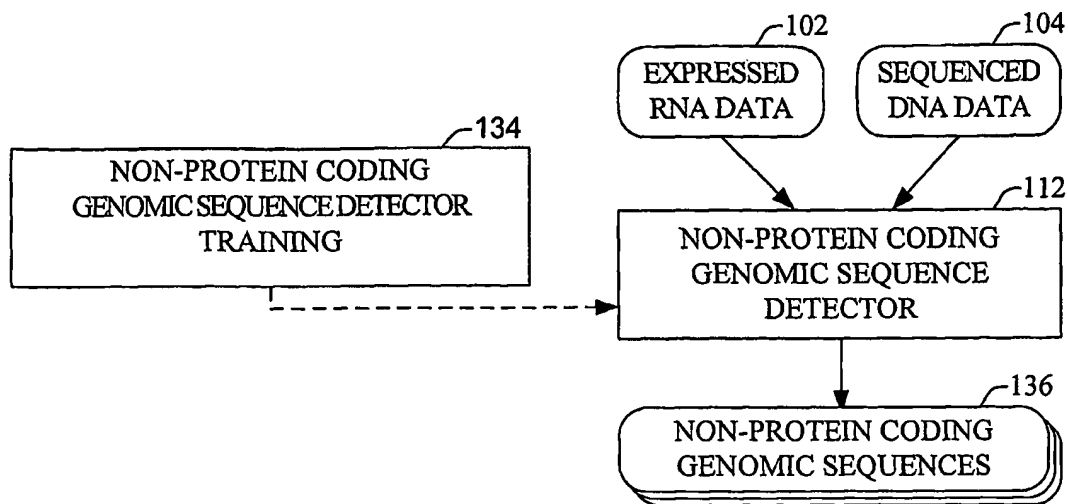 102
104
EXPRESSED
RNA DATA
SEQUENCED
DNA DATA
134
NON-PROTEIN CODING
GENOMIC SEQUENCE DETECTOR
TRAINING
112
NON-PROTEIN CODING
GENOMIC SEQUENCE
DETECTOR
136
NON-PROTEIN CODING
GENOMIC SEQUENCES